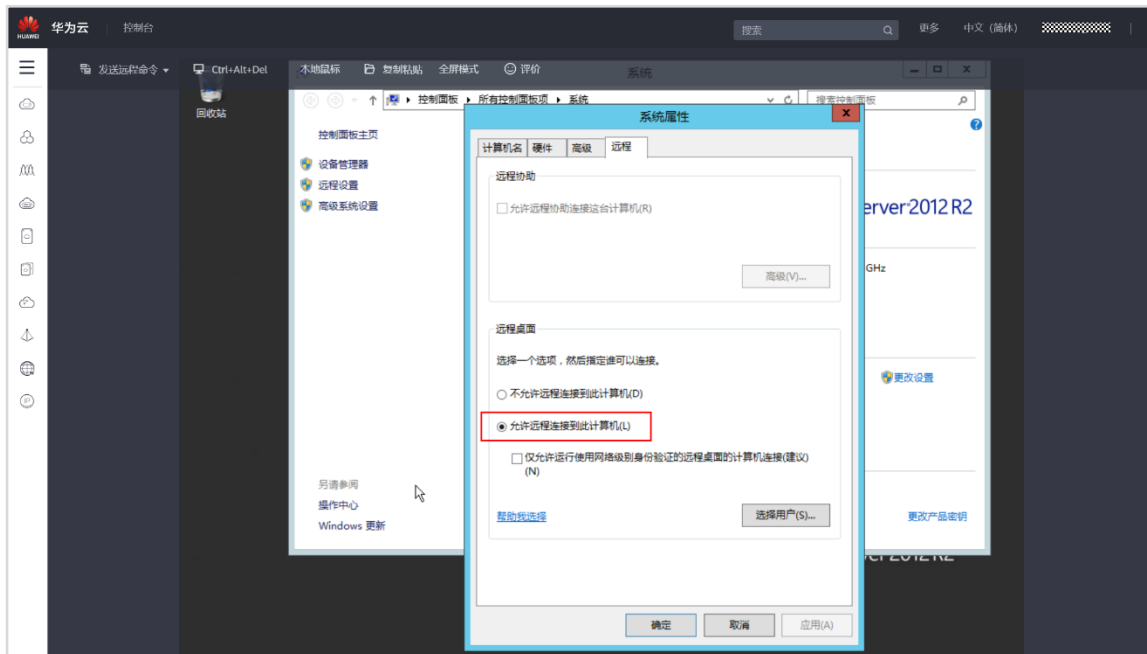 HUAWEI
华为云
控制台
搜索
更多
中文 (简体)
发送远程命令
Ctrl+Alt+Del
本地鼠标
复制粘贴
全屏模式
评价
系统
回收站
控制面板
所有控制面板项
系统
搜索控制面板
控制面板主页
设备管理器
远程设置
高级系统设置
另请参阅
操作中心
Windows 更新
系统属性
计算机名
硬件
高级
远程
远程协助
允许远程协助连接这台计算机(R)
高级(V)...
远程桌面
选择一个选项，然后指定谁可以连接。
不允许远程连接到此计算机(D)
允许远程连接到此计算机(L)
仅允许运行使用网络级别身份验证的远程桌面的计算机连接(建议)
(N)
帮助我选择
选择用户(S)...
确定
取消
应用(A)
erver 2012 R2
GHz
更改设置
更改产品密钥